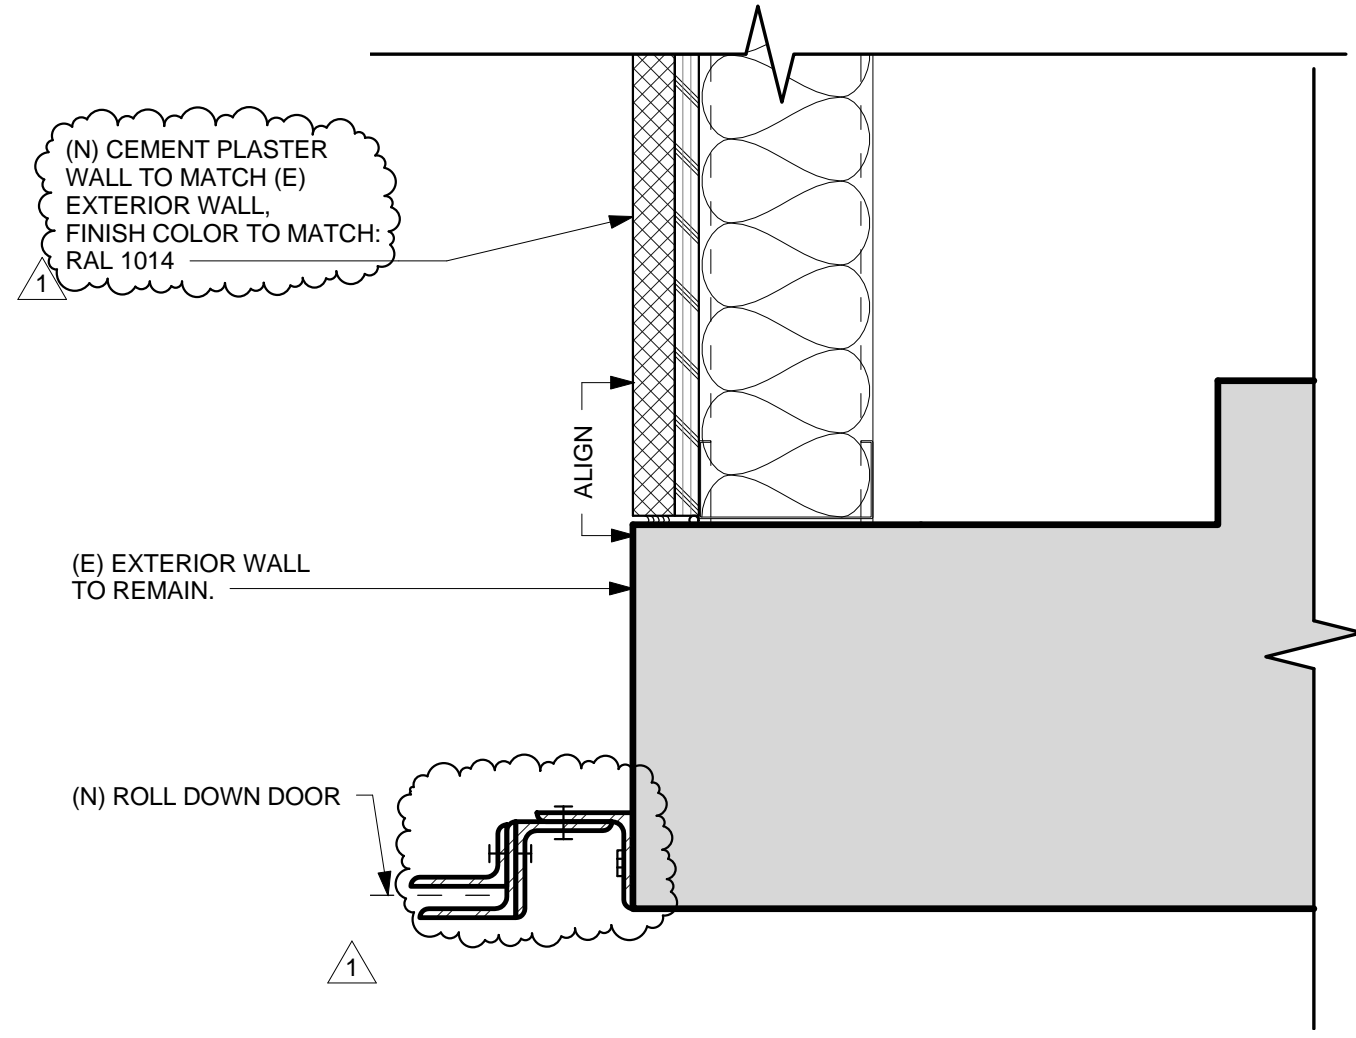 (N) CEMENT PLASTER
WALL TO MATCH (E)
EXTERIOR WALL,
FINISH COLOR TO MATCH:
RAL 1014
1
ALIGN
(E) EXTERIOR WALL
TO REMAIN.
(N) ROLL DOWN DOOR
1